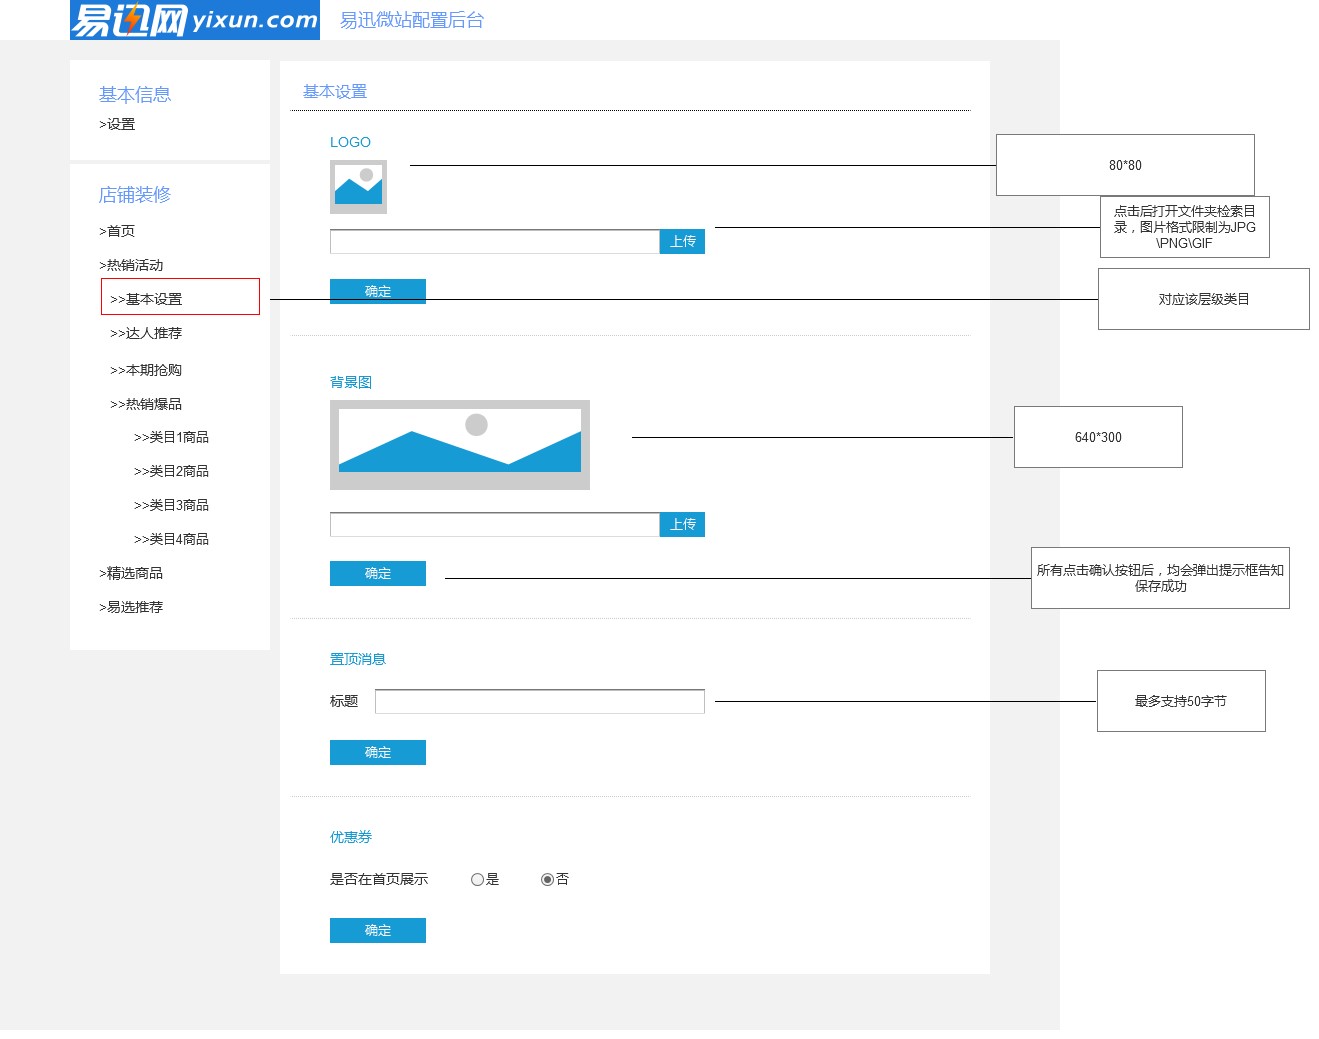 易迅网 yixun.com
易迅微站配置后台
基本信息
>设置
店铺装修
>首页
>热销活动
>>基本设置
>>达人推荐
>>本期抢购
>>热销爆品
>>类目1商品
>>类目2商品
>>类目3商品
>>类目4商品
>精选商品
>易选推荐
基本设置
LOGO
80*80
上传
点击后打开文件夹检索目
录，图片格式限制为JPG
\PNG\GIF
确定
对应该层级类目
背景图
640*300
上传
确定
所有点击确认按钮后，均会弹出提示框告知
保存成功
置顶消息
标题
最多支持50字节
确定
优惠券
是否在首页展示 是 否
确定